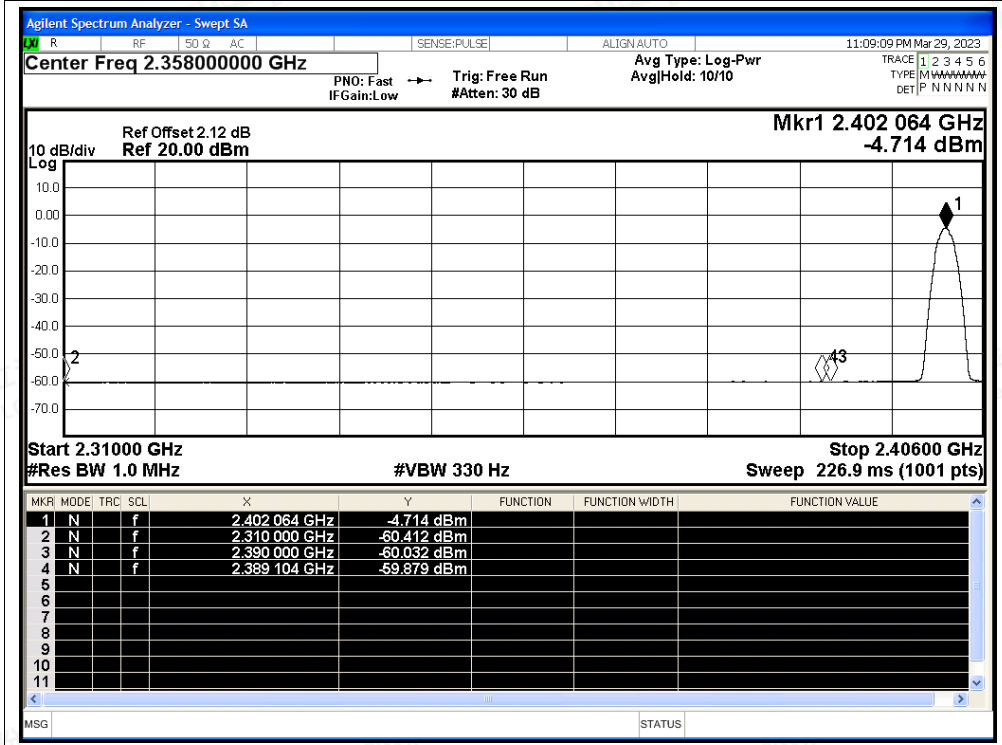 Agilent Spectrum Analyzer - Swept SA
LXI R RF 50 Ω AC SENSE:PULSE ALIGN AUTO 11:09:09 PM Mar 29, 2023
Center Freq 2.358000000 GHz Avg Type: Log-Pwr TRACE 1 2 3 4 5 6
PNO: Fast Trig: Free Run Avg|Hold: 10/10 TYPE M
IFGain:Low #Atten: 30 dB DET P N N N N N
Mkr1 2.402 064 GHz
Ref Offset 2.12 dB -4.714 dBm
10 dB/div Ref 20.00 dBm
Log
10.0
1
0.00
-10.0
-20.0
-30.0
-40.0
-50.0 2 43
-60.0
-70.0
Start 2.31000 GHz Stop 2.40600 GHz
#Res BW 1.0 MHz #VBW 330 Hz Sweep 226.9 ms (1001 pts)
MKR MODE TRC SCL X Y FUNCTION FUNCTION WIDTH FUNCTION VALUE
1 N f 2.402 064 GHz -4.714 dBm
2 N f 2.310 000 GHz -60.412 dBm
3 N f 2.390 000 GHz -60.032 dBm
4 N f 2.389 104 GHz -59.879 dBm
5
6
7
8
9
10
11
MSG STATUS